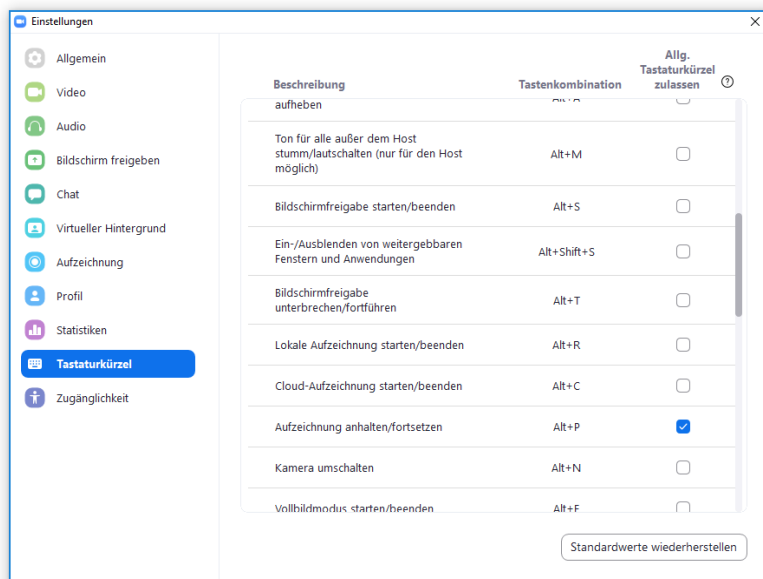 Einstellungen
Allgemein
Video
Audio
Bildschirm freigeben
Chat
Virtueller Hintergrund
Aufzeichnung
Profil
Statistiken
Tastaturkürzel
Zugänglichkeit
Beschreibung
Tastenkombination
Allg.
Tastaturkürzel
zulassen
?
aufheben
Alt+A
Ton für alle außer dem Host
stumm/lautschalten (nur für den Host
möglich)
Alt+M
Bildschirmfreigabe starten/beenden
Alt+S
Ein-/Ausblenden von weitergebbaren
Fenstern und Anwendungen
Alt+Shift+S
Bildschirmfreigabe
unterbrechen/fortführen
Alt+T
Lokale Aufzeichnung starten/beenden
Alt+R
Cloud-Aufzeichnung starten/beenden
Alt+C
Aufzeichnung anhalten/fortsetzen
Alt+P
Kamera umschalten
Alt+N
Vollbildmodus starten/beenden
Alt+F
Standardwerte wiederherstellen